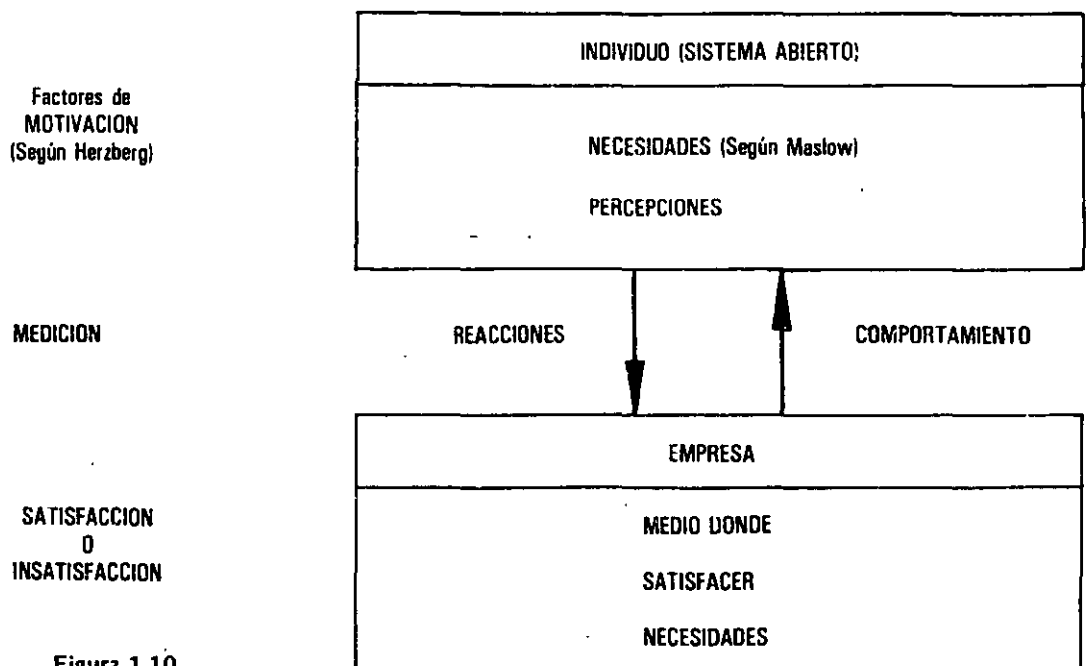 INDIVIDUO (SISTEMA ABIERTO)
Factores de
MOTIVACION
(Según Herzberg)
NECESIDADES (Según Maslow)
PERCEPCIONES
MEDICION
REACCIONES
COMPORTAMIENTO
EMPRESA
SATISFACCION
O
INSATISFACCION
MEDIO DONDE
SATISFACER
NECESIDADES
Figura 1.10